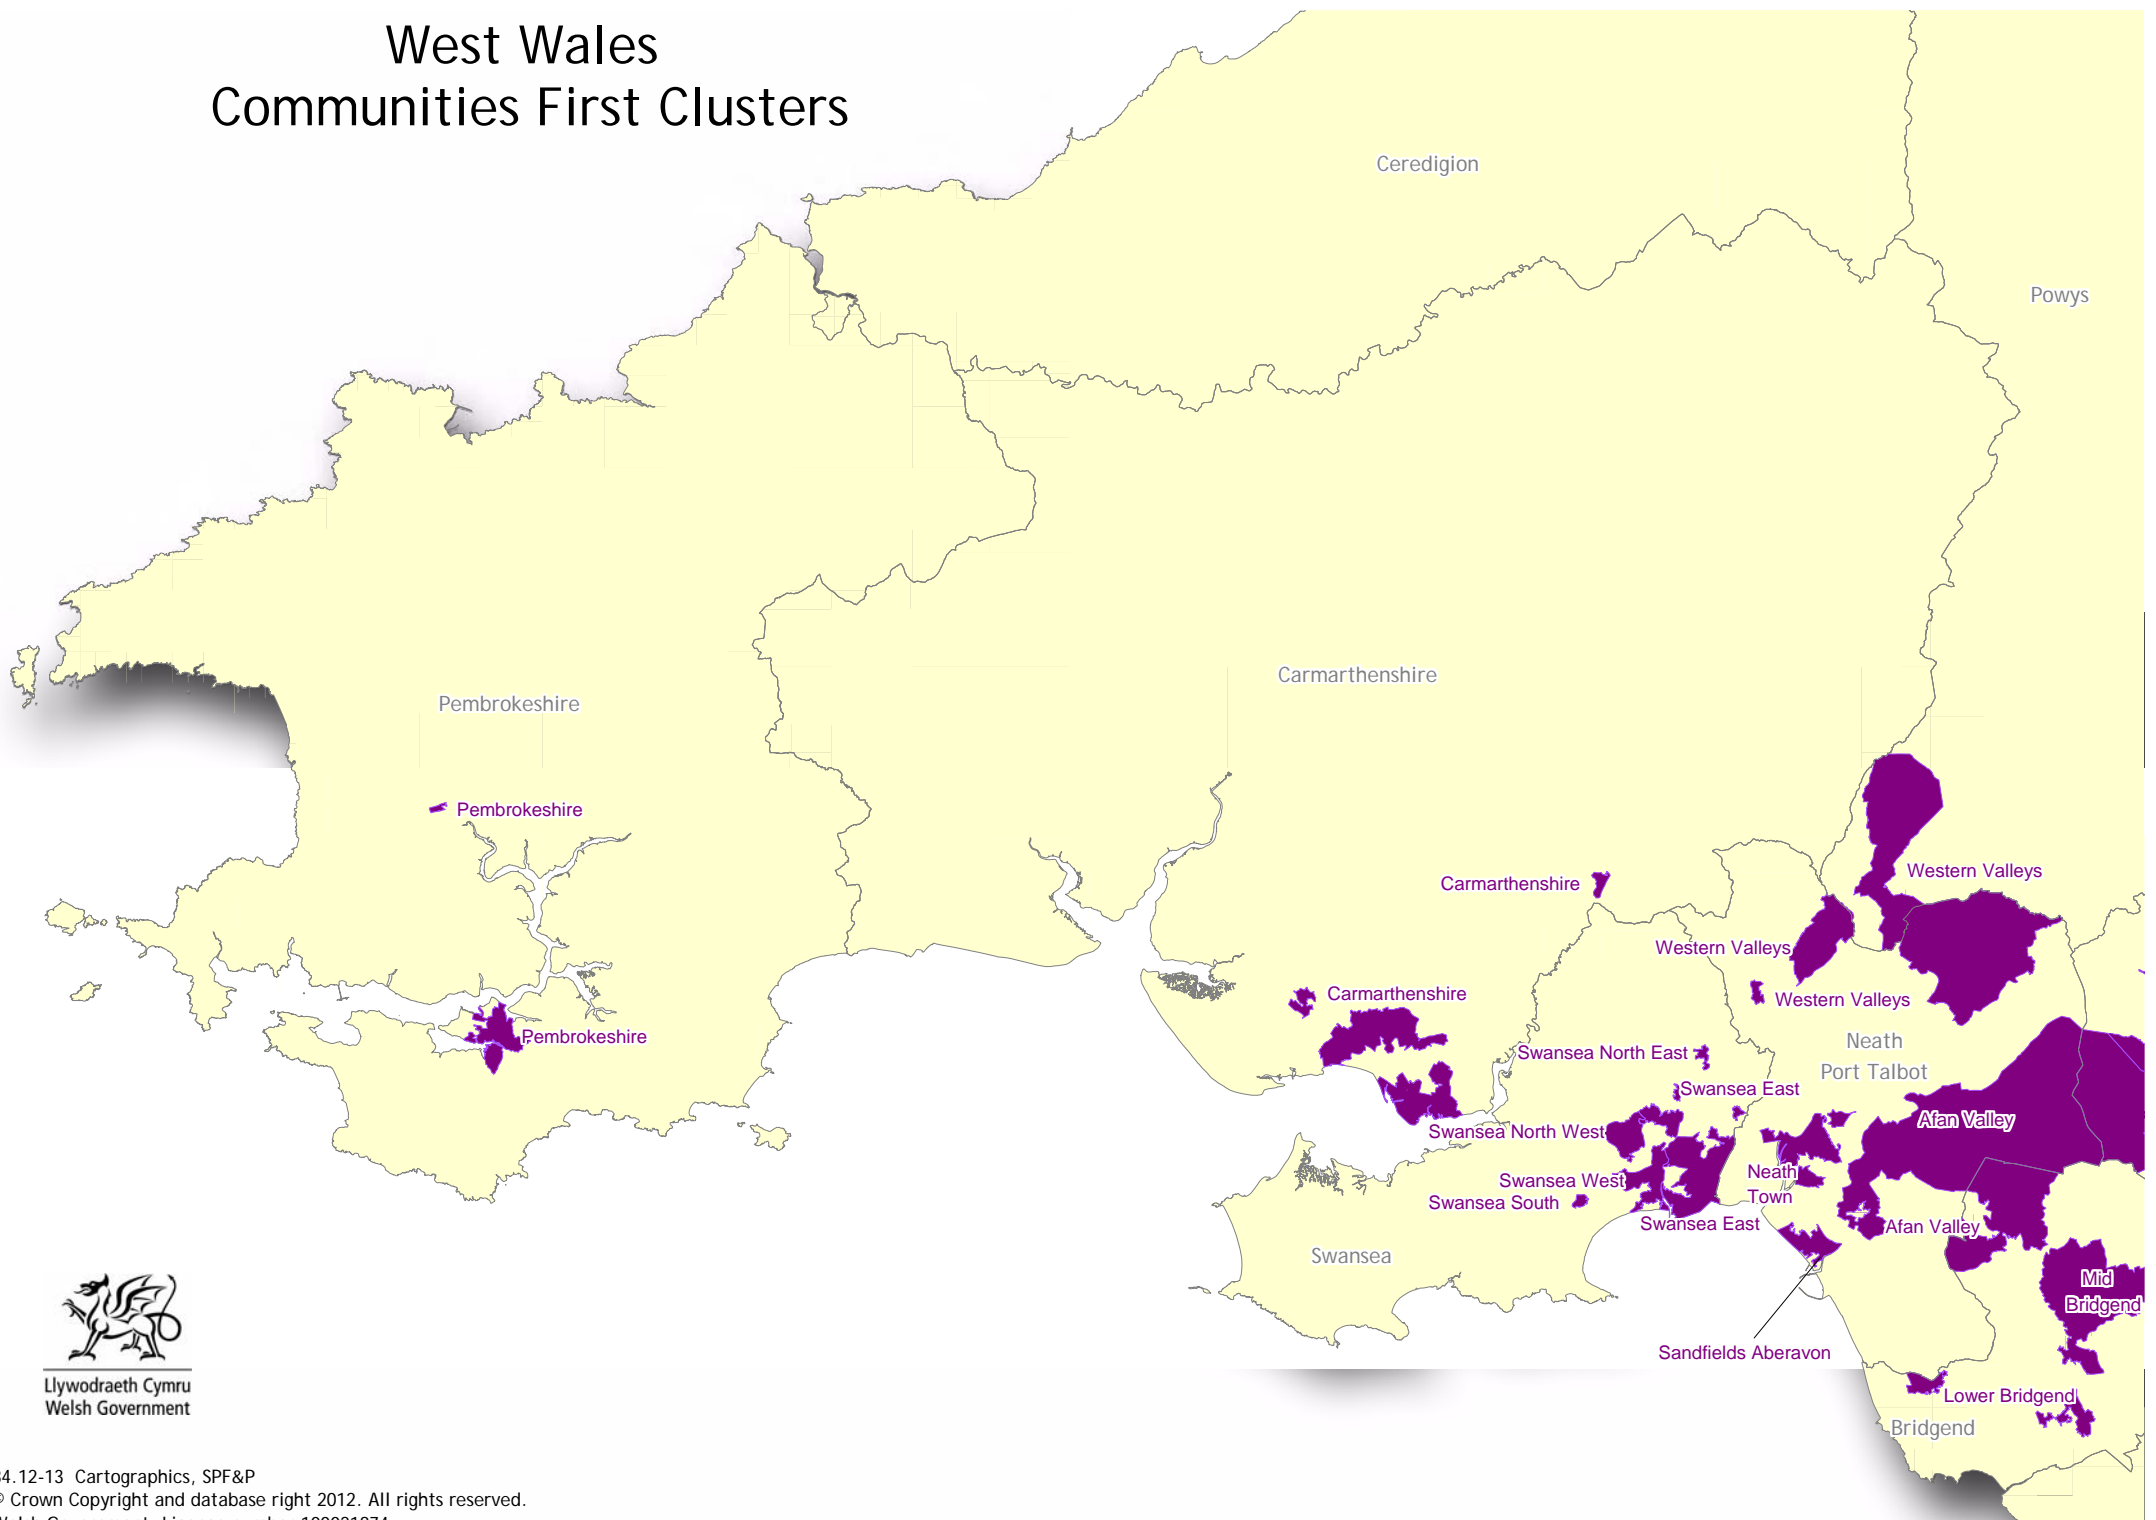 West Wales
Communities First Clusters
Ceredigion
Powys
Carmarthenshire
Pembrokeshire
Pembrokeshire
Western Valleys
Carmarthenshire
Western Valleys
Carmarthenshire
Western Valleys
Pembrokeshire
Neath
Port Talbot
Swansea North East
Swansea East
Afan Valley
Swansea North West
Neath
Town
Swansea West
Swansea South
Swansea East
Afan Valley
Swansea
Mid
Bridgend
Sandfields Aberavon
Lower Bridgend
Bridgend
Llywodraeth Cymru
Welsh Government
4.12-13 Cartographics, SPF&P
© Crown Copyright and database right 2012. All rights reserved.